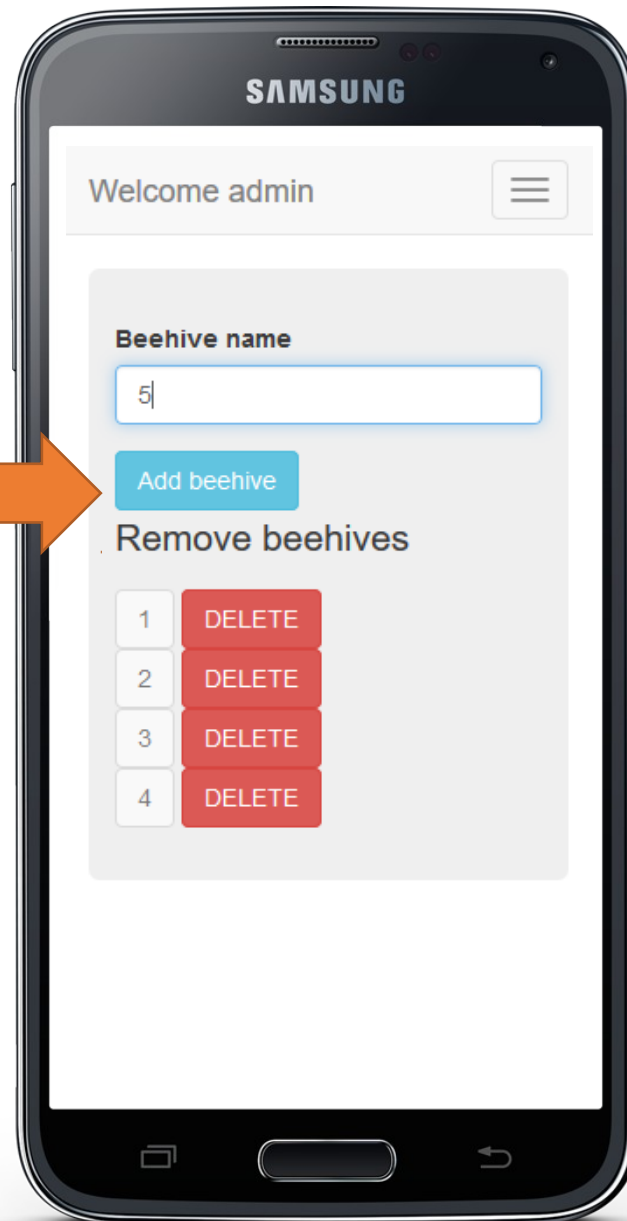 SAMSUNG
Welcome admin
Beehive name
5
Add beehive
Remove beehives
1 DELETE
2 DELETE
3 DELETE
4 DELETE